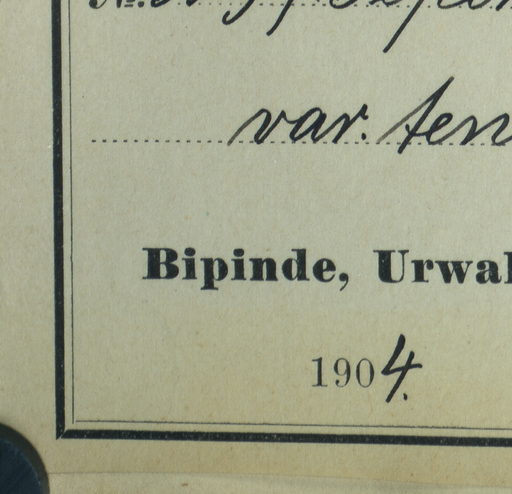 var. ten
Bipinde, Urwal
1904.